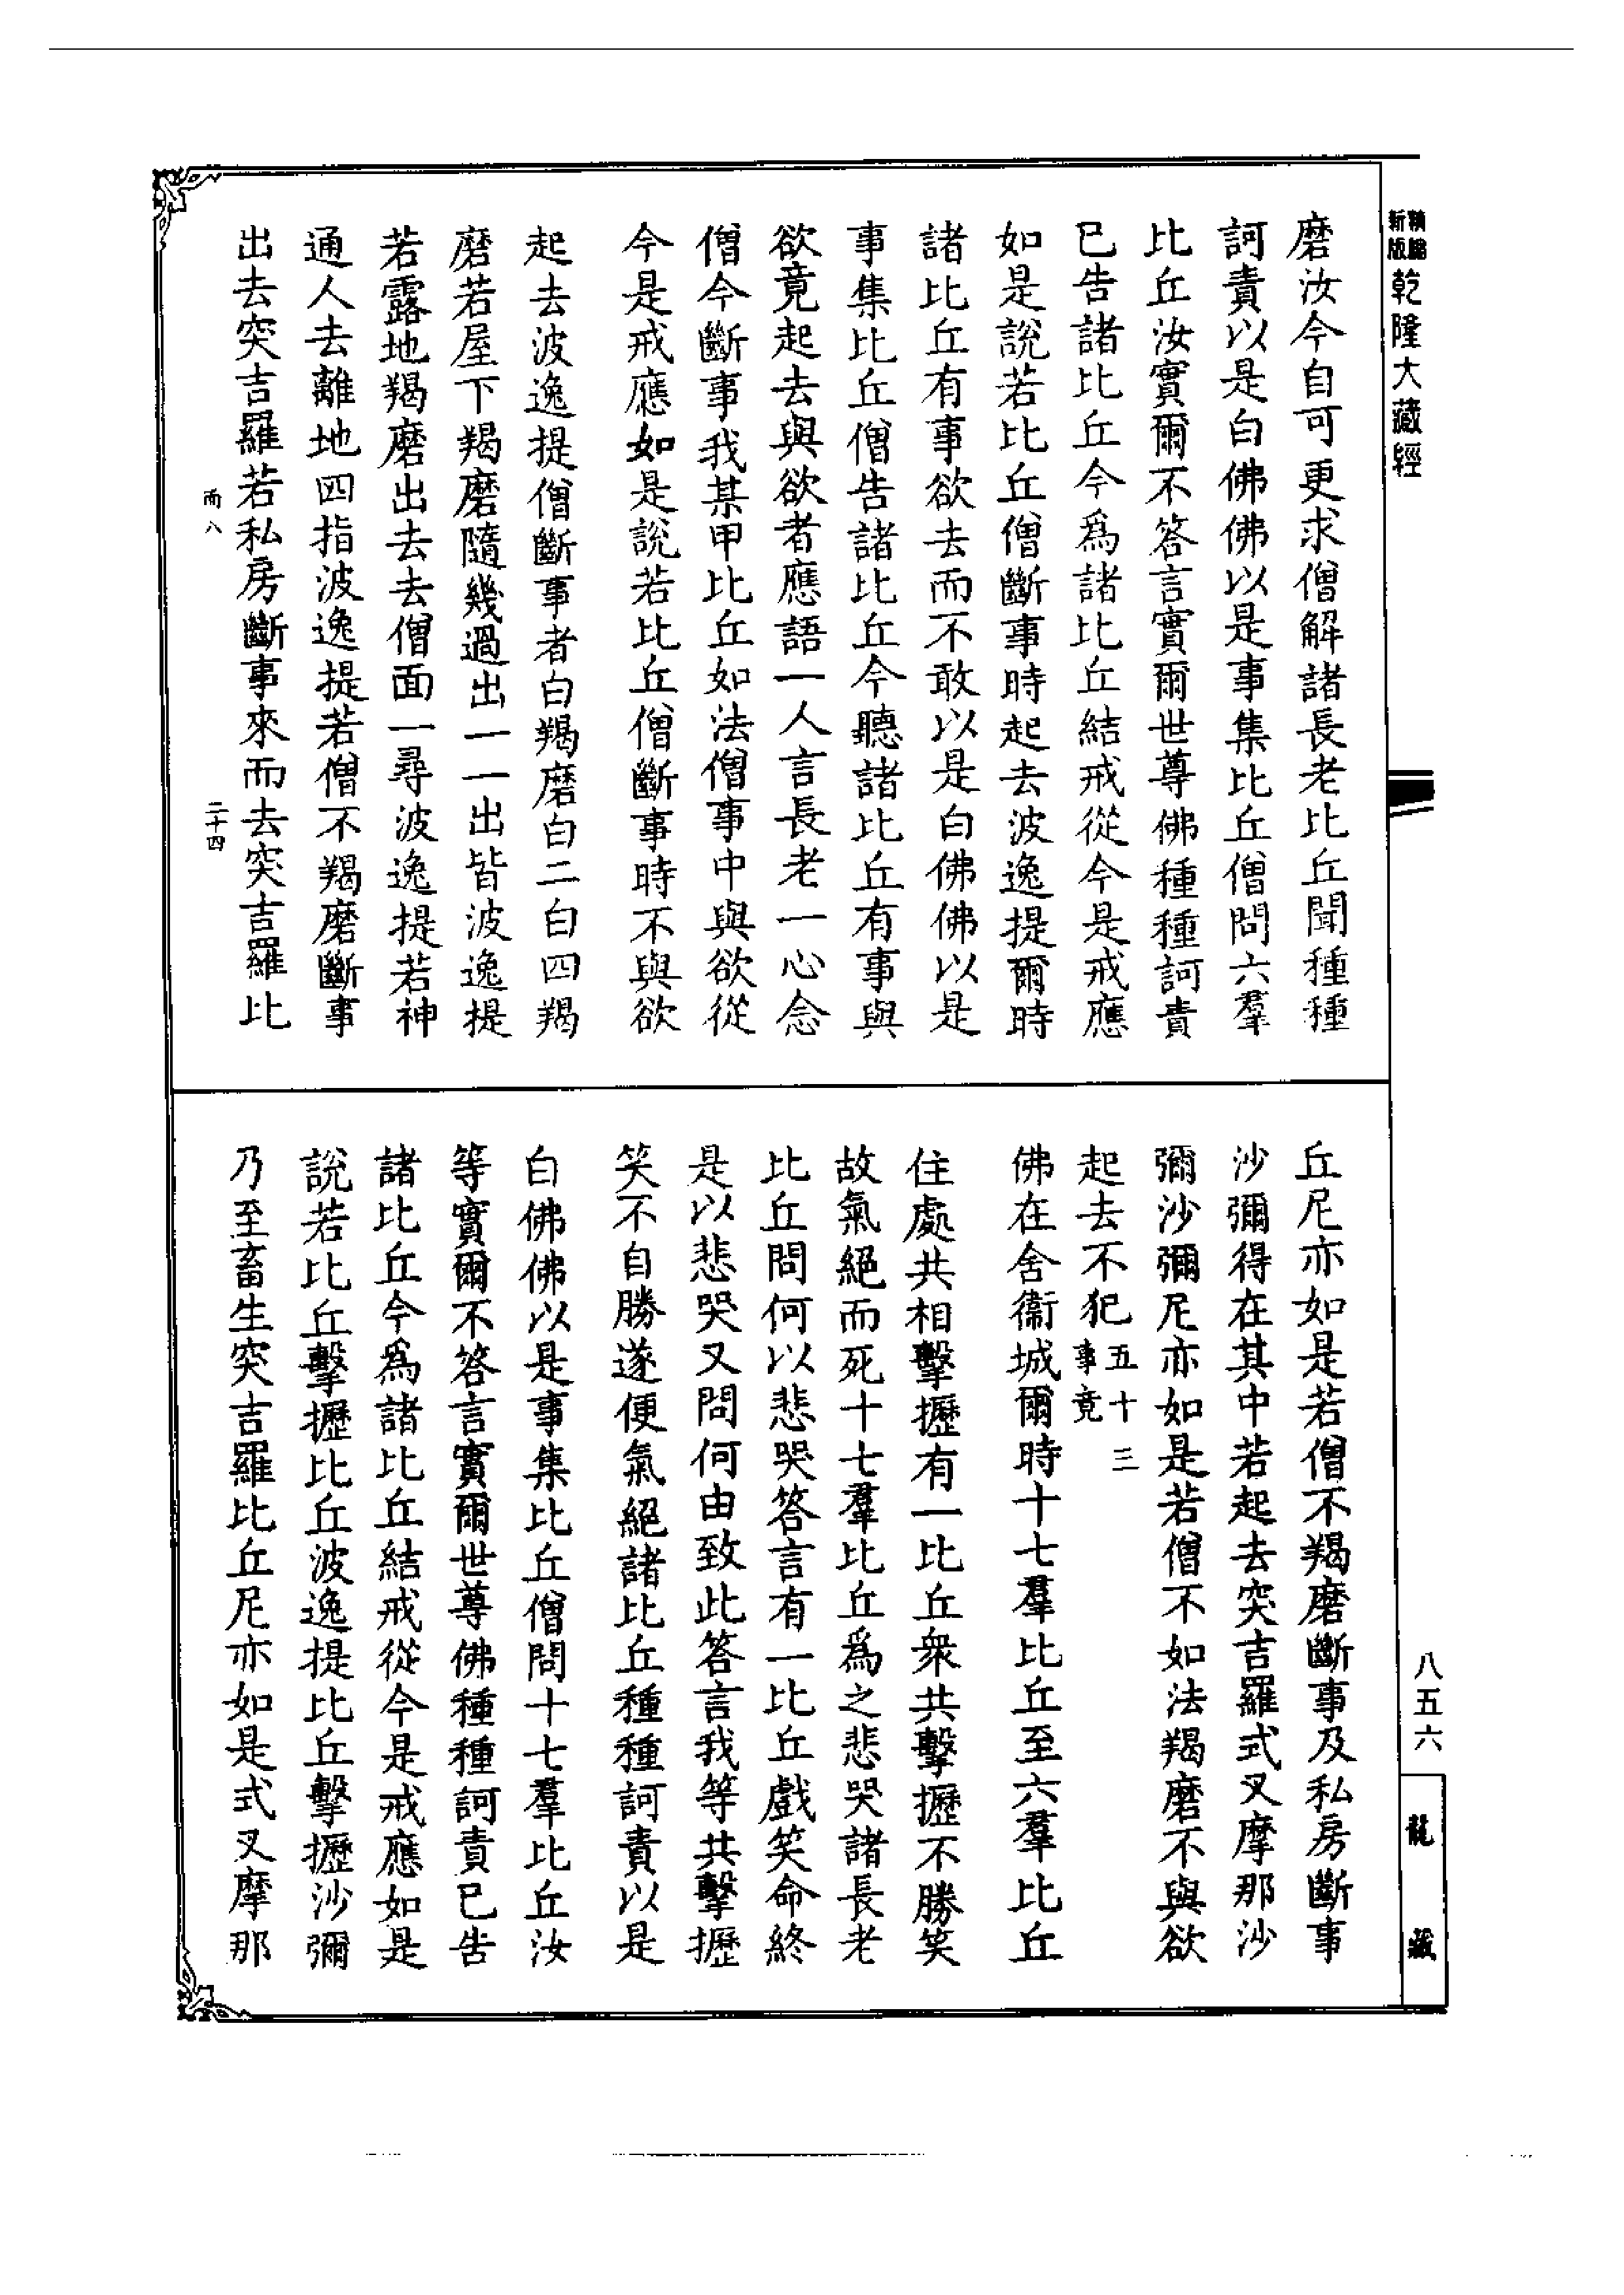 新版
精縮
乾隆大藏經
磨汝今自可更求僧解諸長老比丘聞種種
訶責以是白佛佛以是事集比丘僧問六羣
比丘汝實爾不答言實爾世尊佛種種訶責
已告諸比丘今爲諸比丘結戒從今是戒應
如是說若比丘僧斷事時起去波逸提爾時
諸比丘有事欲去而不敢以是白佛佛以是
事集比丘僧告諸比丘今聽諸比丘有事與
欲竟起去與欲者應語一人言長老一心念
僧今斷事我某甲比丘如法僧事中與欲從
今是戒應如是說若比丘僧斷事時不與欲
起去波逸提僧斷事者白羯磨白二白四羯
磨若屋下羯磨隨幾過出一一出皆波逸提
若露地羯磨出去去僧面一尋波逸提若神
通人去離地四指波逸提若僧不羯磨斷事
出去突吉羅若私房斷事來而去突吉羅比
而八
二十四
丘尼亦如是若僧不羯磨斷事及私房斷事
沙彌得在其中若起去突吉羅式叉摩那沙
彌沙彌尼亦如是若僧不如法羯磨不與欲
起去不犯五十三事竟
佛在舍衞城爾時十七羣比丘至六羣比丘
住處共相擊攊有一比丘衆共擊攊不勝笑
故氣絕而死十七羣比丘爲之悲哭諸長老
比丘問何以悲哭答言有一比丘戲笑命終
是以悲哭又問何由致此答言我等共擊攊
笑不自勝遂便氣絕諸比丘種種訶責以是
白佛佛以是事集比丘僧問十七羣比丘汝
等實爾不答言實爾世尊佛種種訶責已告
諸比丘今爲諸比丘結戒從今是戒應如是
說若比丘擊攊比丘波逸提比丘擊攊沙彌
乃至畜生突吉羅比丘尼亦如是式叉摩那
八五六
龍藏